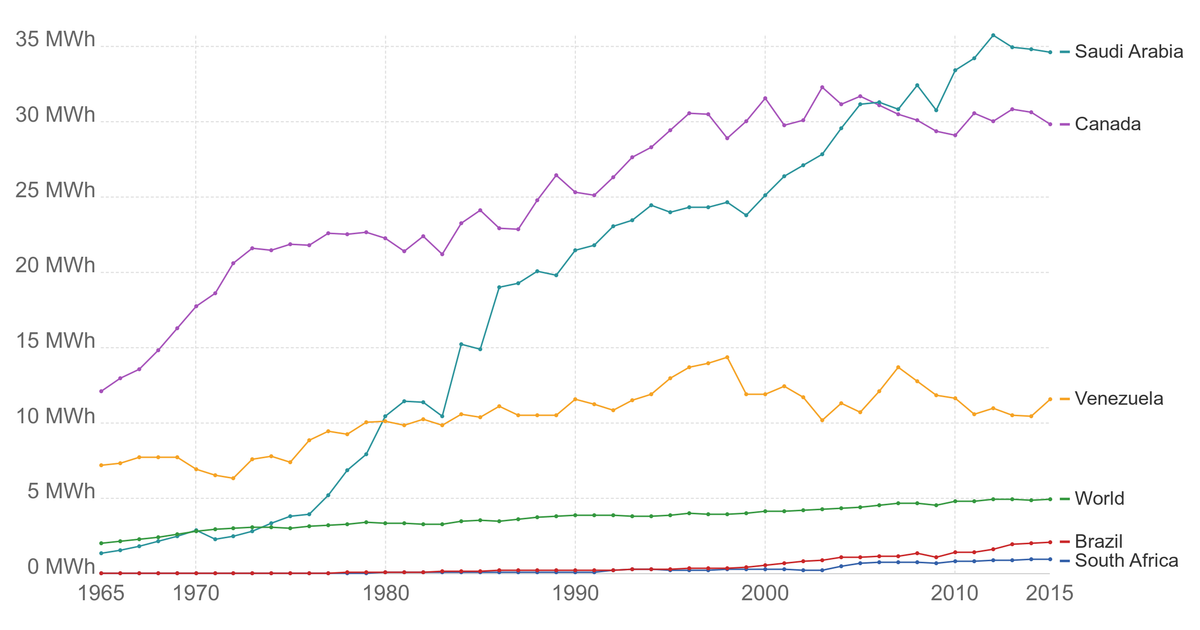 35 MWh
Saudi Arabia
30 MWh
Canada
25 MWh
20 MWh
15 MWh
10 MWh
Venezuela
5 MWh
World
Brazil
South Africa
0 MWh
1965 1970 1980 1990 2000 2010 2015